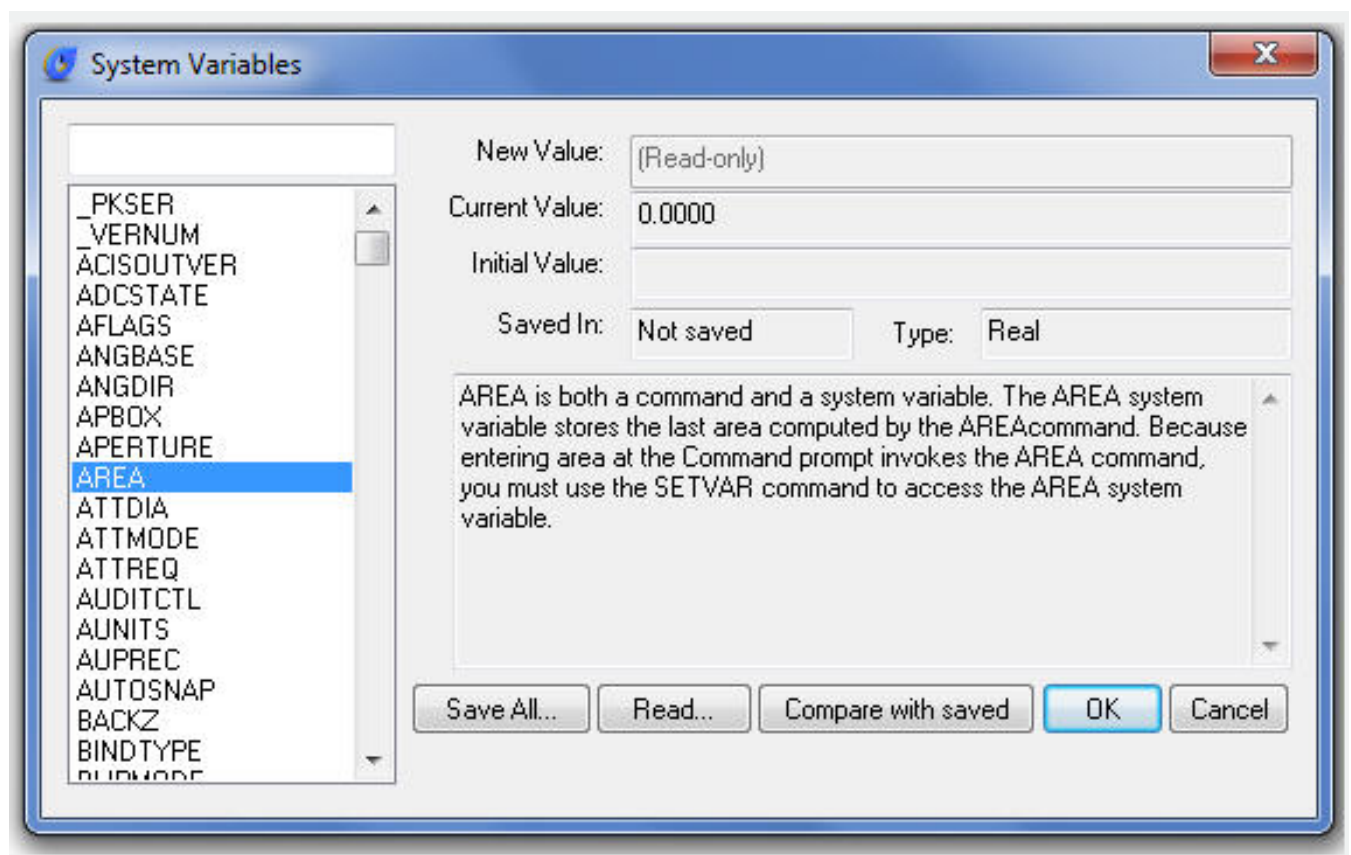 System Variables
_PKSER
_VERNUM
ACISOUTVER
ADCSTATE
AFLAGS
ANGBASE
ANGDIR
APBOX
APERTURE
AREA
ATTDIA
ATTMODE
ATTREQ
AUDITCTL
AUNITS
AUPREC
AUTOSNAP
BACKZ
BINDTYPE
New Value: (Read-only)
Current Value: 0.0000
Initial Value:
Saved In: Not saved Type: Real
AREA is both a command and a system variable. The AREA system
variable stores the last area computed by the AREAcommand. Because
entering area at the Command prompt invokes the AREA command,
you must use the SETVAR command to access the AREA system
variable.
Save All... Read... Compare with saved OK Cancel